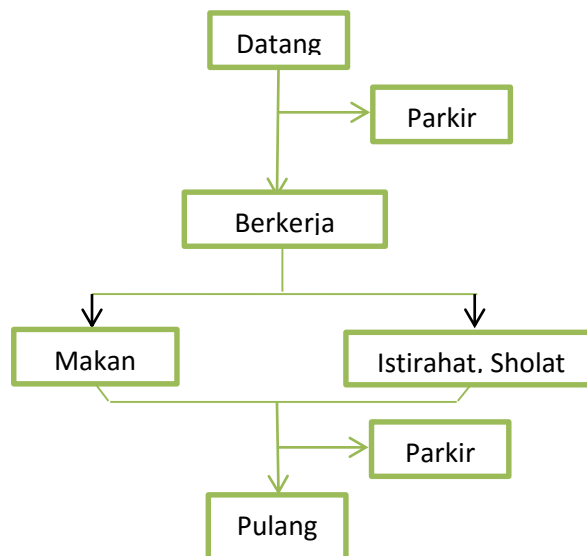 Datang
Parkir
Berkerja
Makan
Istirahat, Sholat
Parkir
Pulang